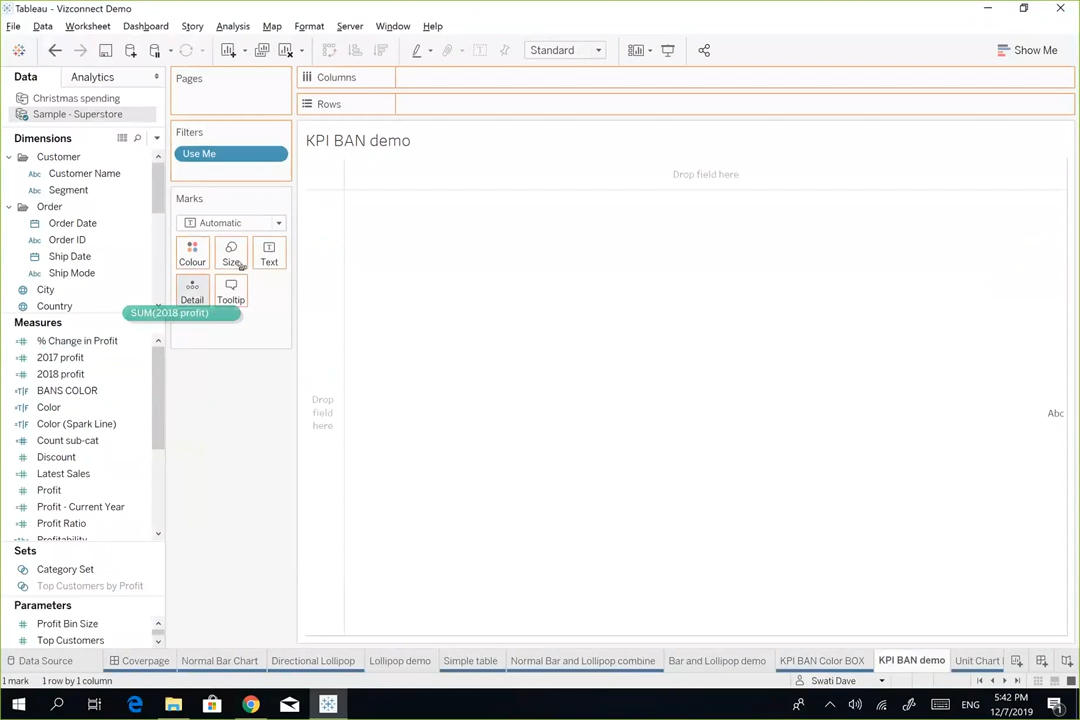 Tableau - Vizconnect Demo
File Data Worksheet Dashboard Story Analysis Map Format Server Window Help
Standard
Show Me
Data Analytics
Pages
Columns
Rows
Christmas spending
Sample - Superstore
Dimensions
Customer
Abc Customer Name
Abc Segment
Order
Order Date
Abc Order ID
Ship Date
Abc Ship Mode
City
Country
Filters
Use Me
Marks
Automatic
Colour Size Text
Detail Tooltip
SUM(2018 profit)
KPI BAN demo
Drop field here
Drop
field
here
Abc
Measures
% Change in Profit
2017 profit
2018 profit
BANS COLOR
Color
Color (Spark Line)
Count sub-cat
Discount
Latest Sales
Profit
Profit - Current Year
Profit Ratio
Profitability
Sets
Category Set
Top Customers by Profit
Parameters
Profit Bin Size
Top Customers
Data Source Coverpage Normal Bar Chart Directional Lollipop Lollipop demo Simple table Normal Bar and Lollipop combine Bar and Lollipop demo KPI BAN Color BOX KPI BAN demo Unit Chart
1 mark 1 row by 1 column
Swati Dave
ENG
5:42 PM
12/7/2019